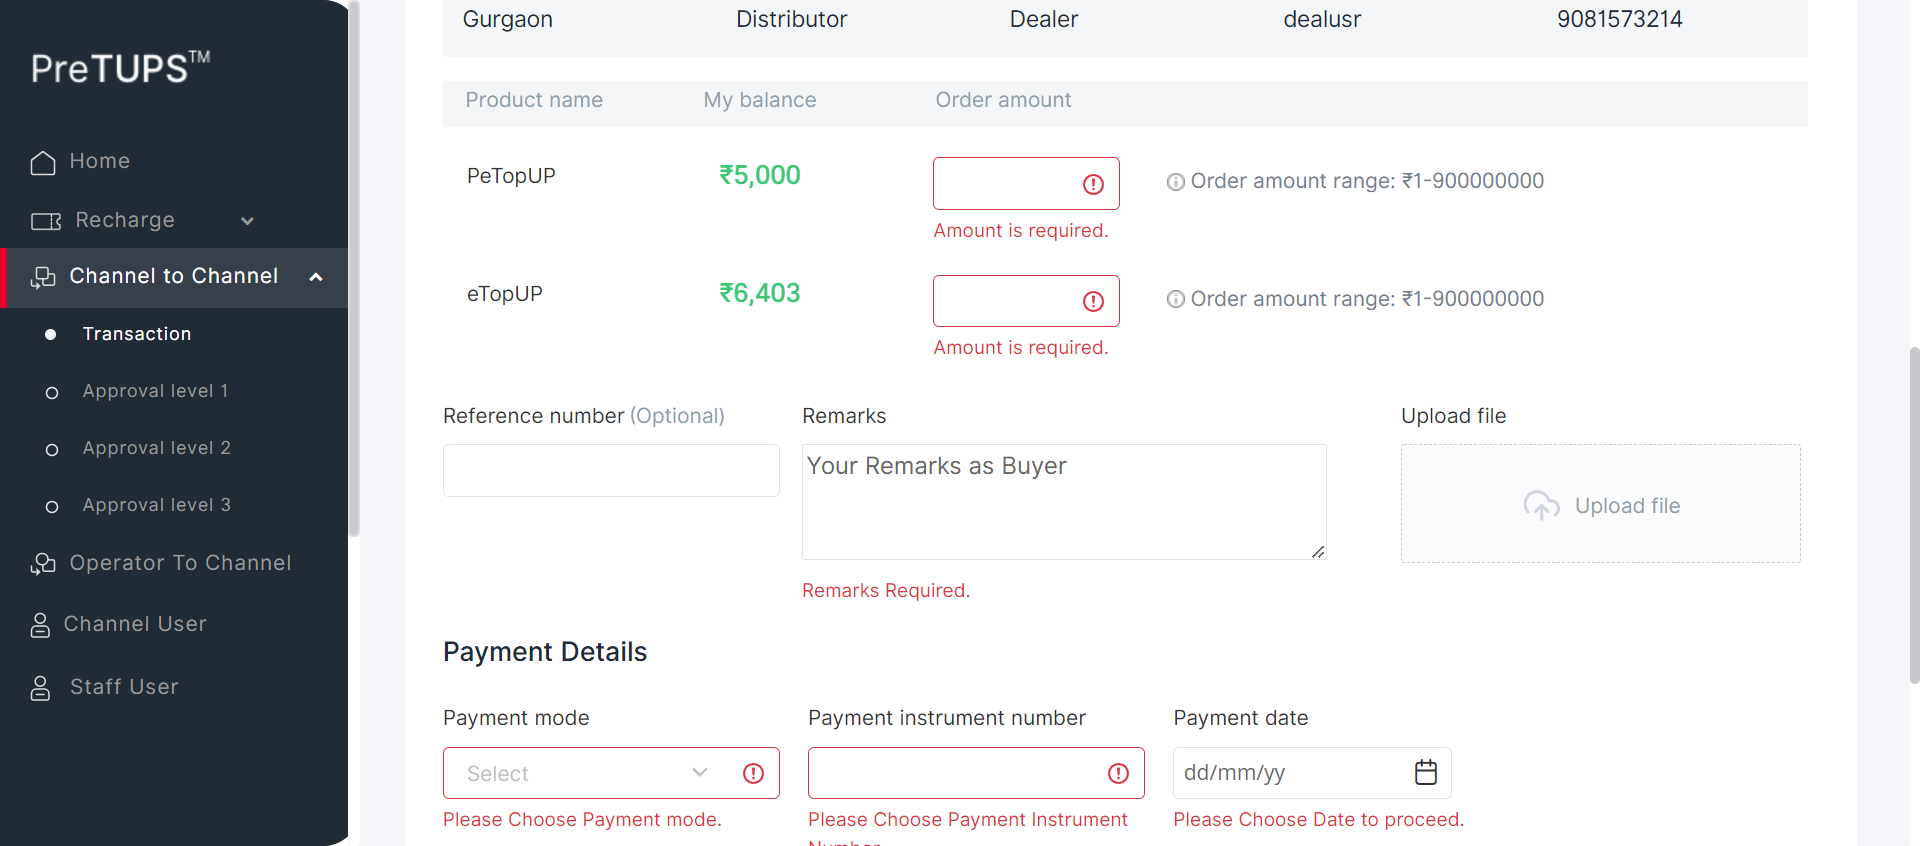 PreTUPS™
Home
Recharge
Channel to Channel
Transaction
Approval level 1
Approval level 2
Approval level 3
Operator To Channel
Channel User
Staff User
Gurgaon Distributor Dealer dealusr 9081573214
Product name My balance Order amount
PeTopUP ₹5,000 Order amount range: ₹1-900000000
Amount is required.
eTopUP ₹6,403 Order amount range: ₹1-900000000
Amount is required.
Reference number (Optional) Remarks Upload file
Your Remarks as Buyer
Upload file
Remarks Required.
Payment Details
Payment mode Payment instrument number Payment date
Select dd/mm/yy
Please Choose Payment mode. Please Choose Payment Instrument Please Choose Date to proceed.
Number